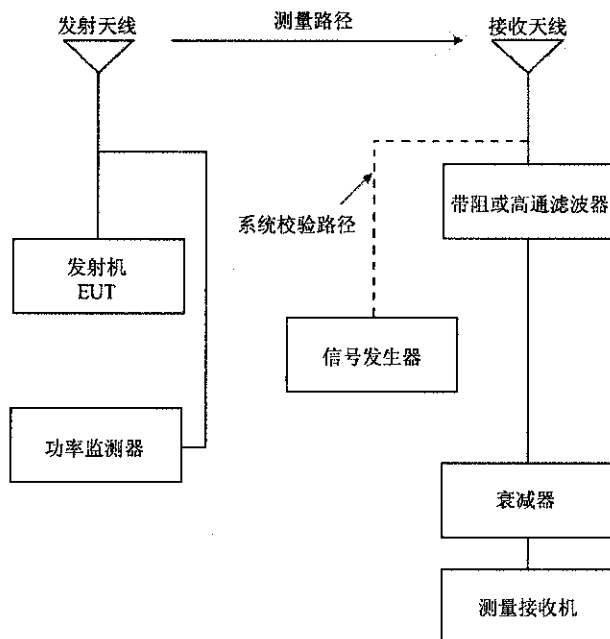 发射天线
测量路径
接收天线
带阻或高通滤波器
系统校验路径
发射机
EUT
信号发生器
功率监测器
衰减器
测量接收机